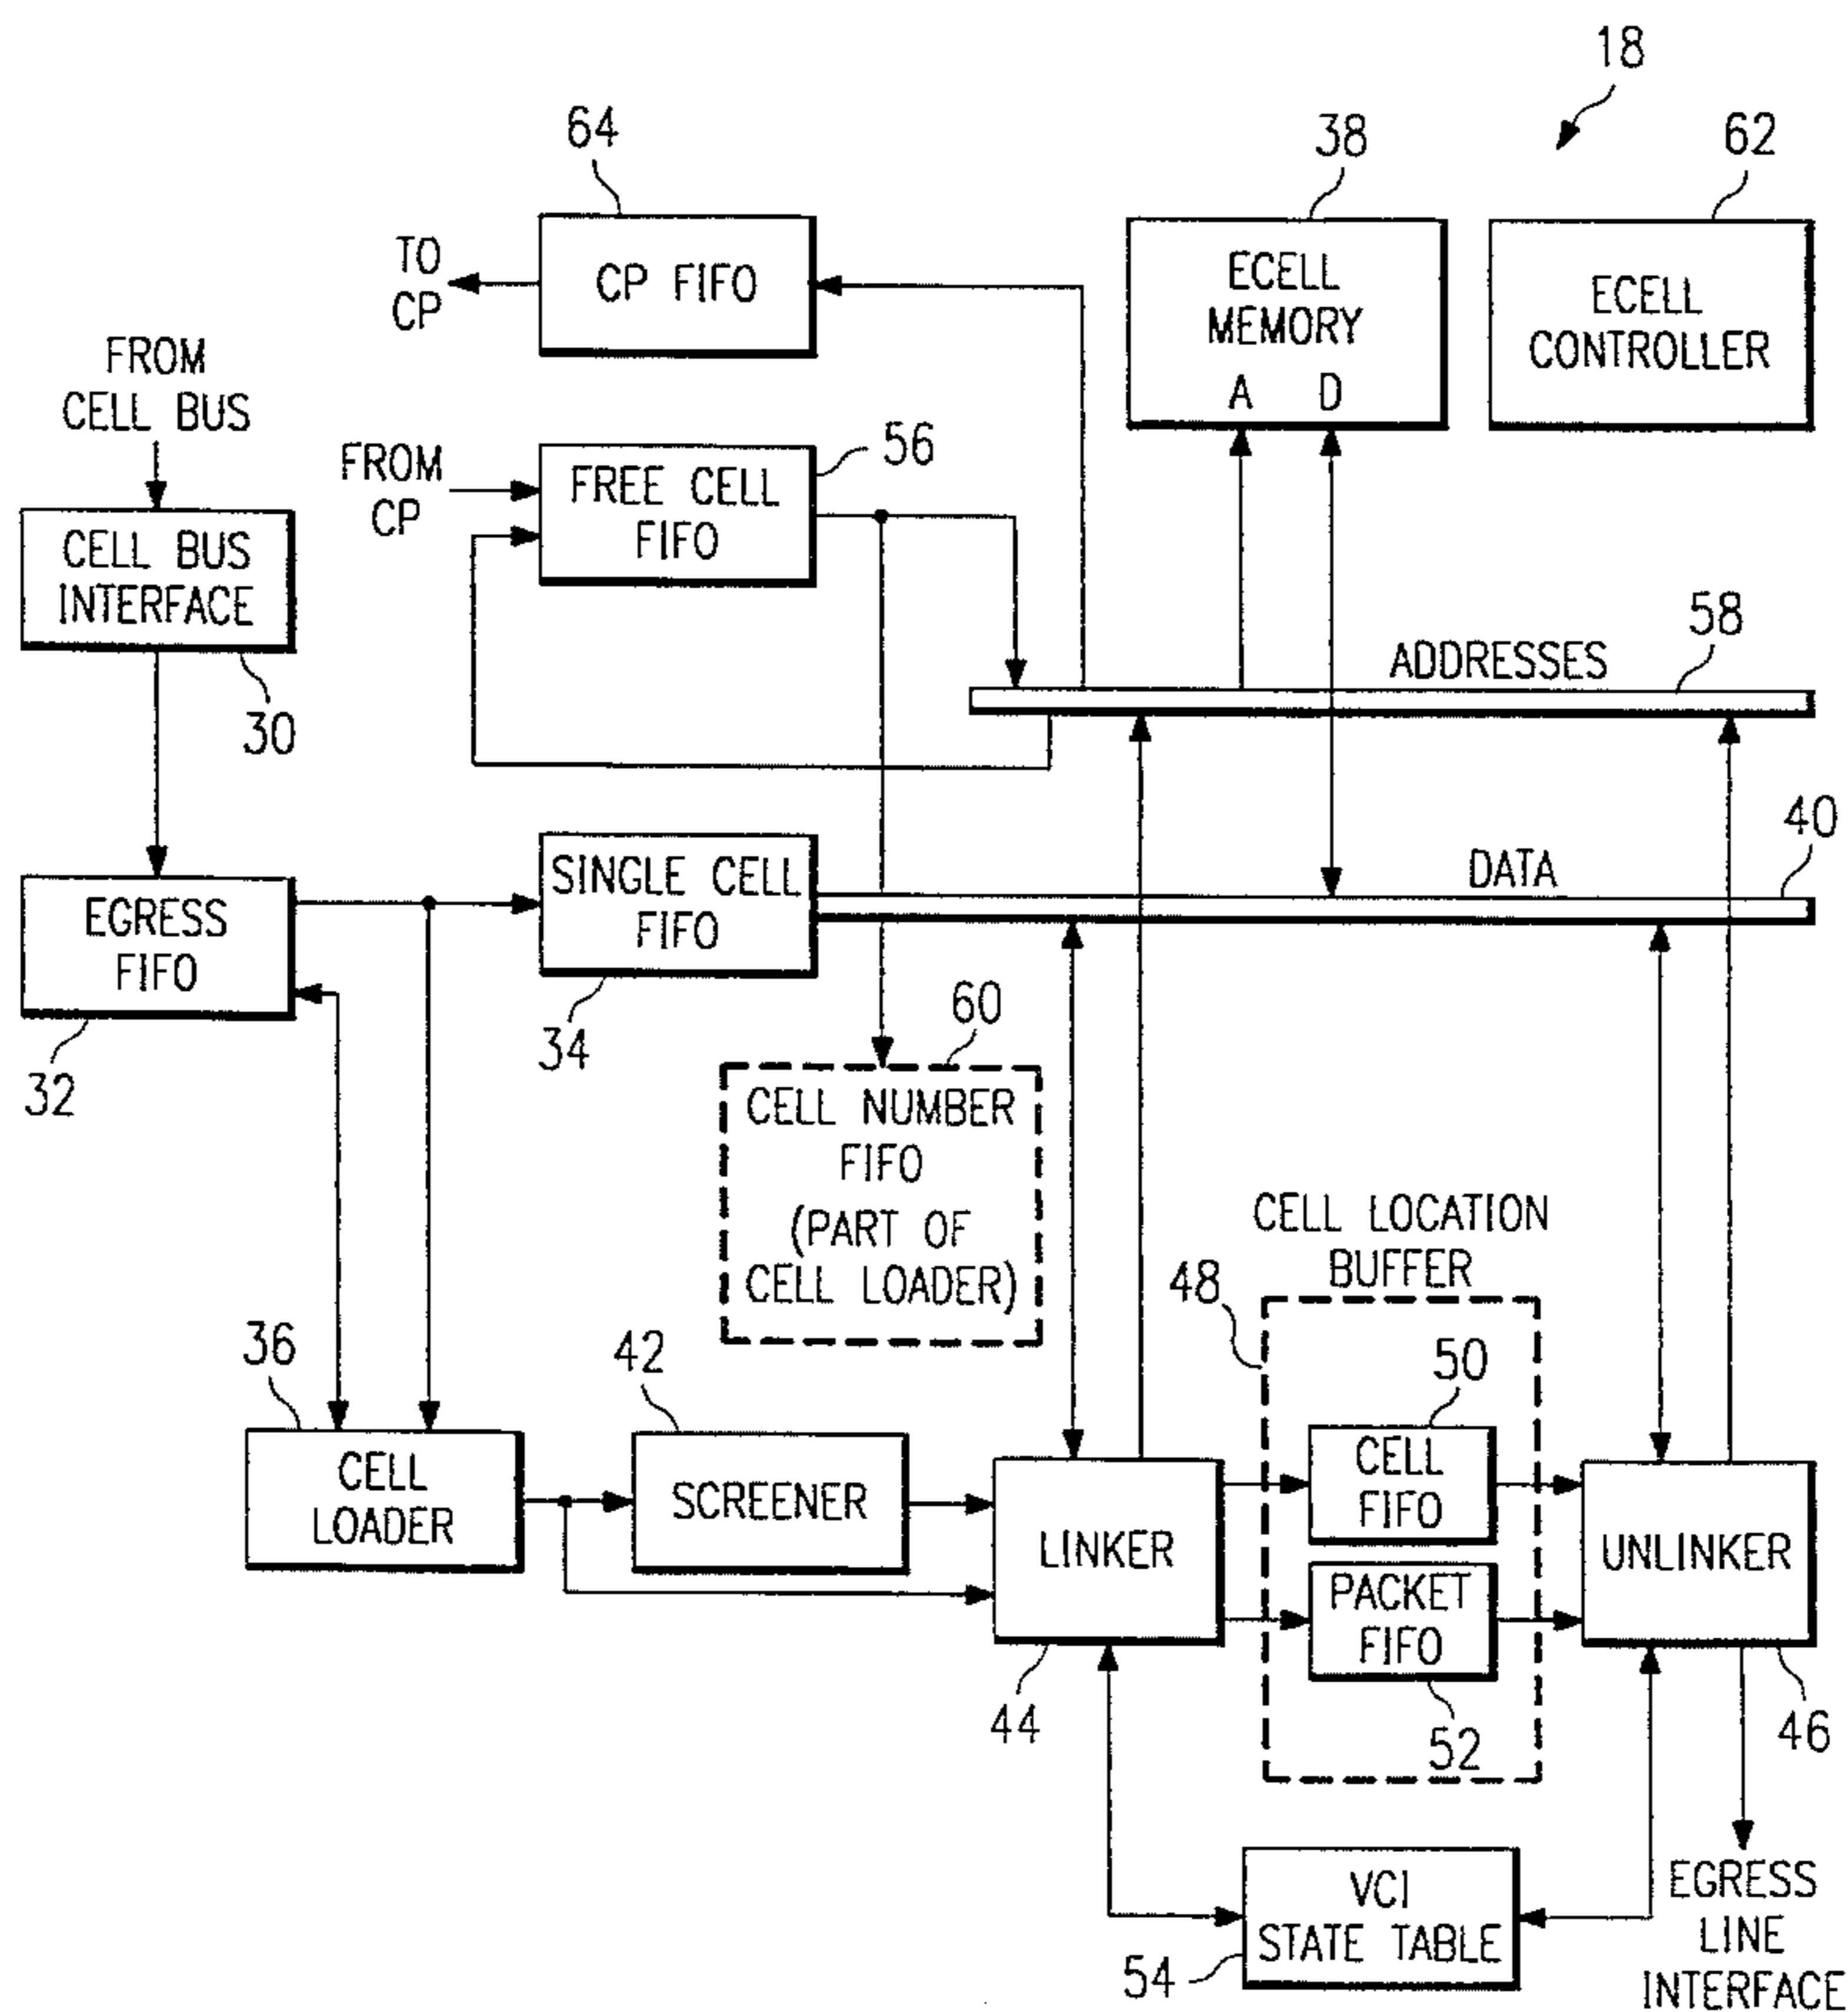 18
64
38
62
TO
CP
CP FIFO
ECELL
MEMORY
A D
ECELL
CONTROLLER
FROM
CELL BUS
FROM
CP
FREE CELL
FIFO
56
CELL BUS
INTERFACE
30
ADDRESSES
58
EGRESS
FIFO
32
SINGLE CELL
FIFO
34
DATA
40
60
CELL NUMBER
FIFO
(PART OF
CELL LOADER)
CELL LOCATION
BUFFER
48
36
CELL
LOADER
42
SCREENER
LINKER
44
50
CELL
FIFO
PACKET
FIFO
52
UNLINKER
46
VCI
STATE TABLE
54
EGRESS
LINE
INTERFACE